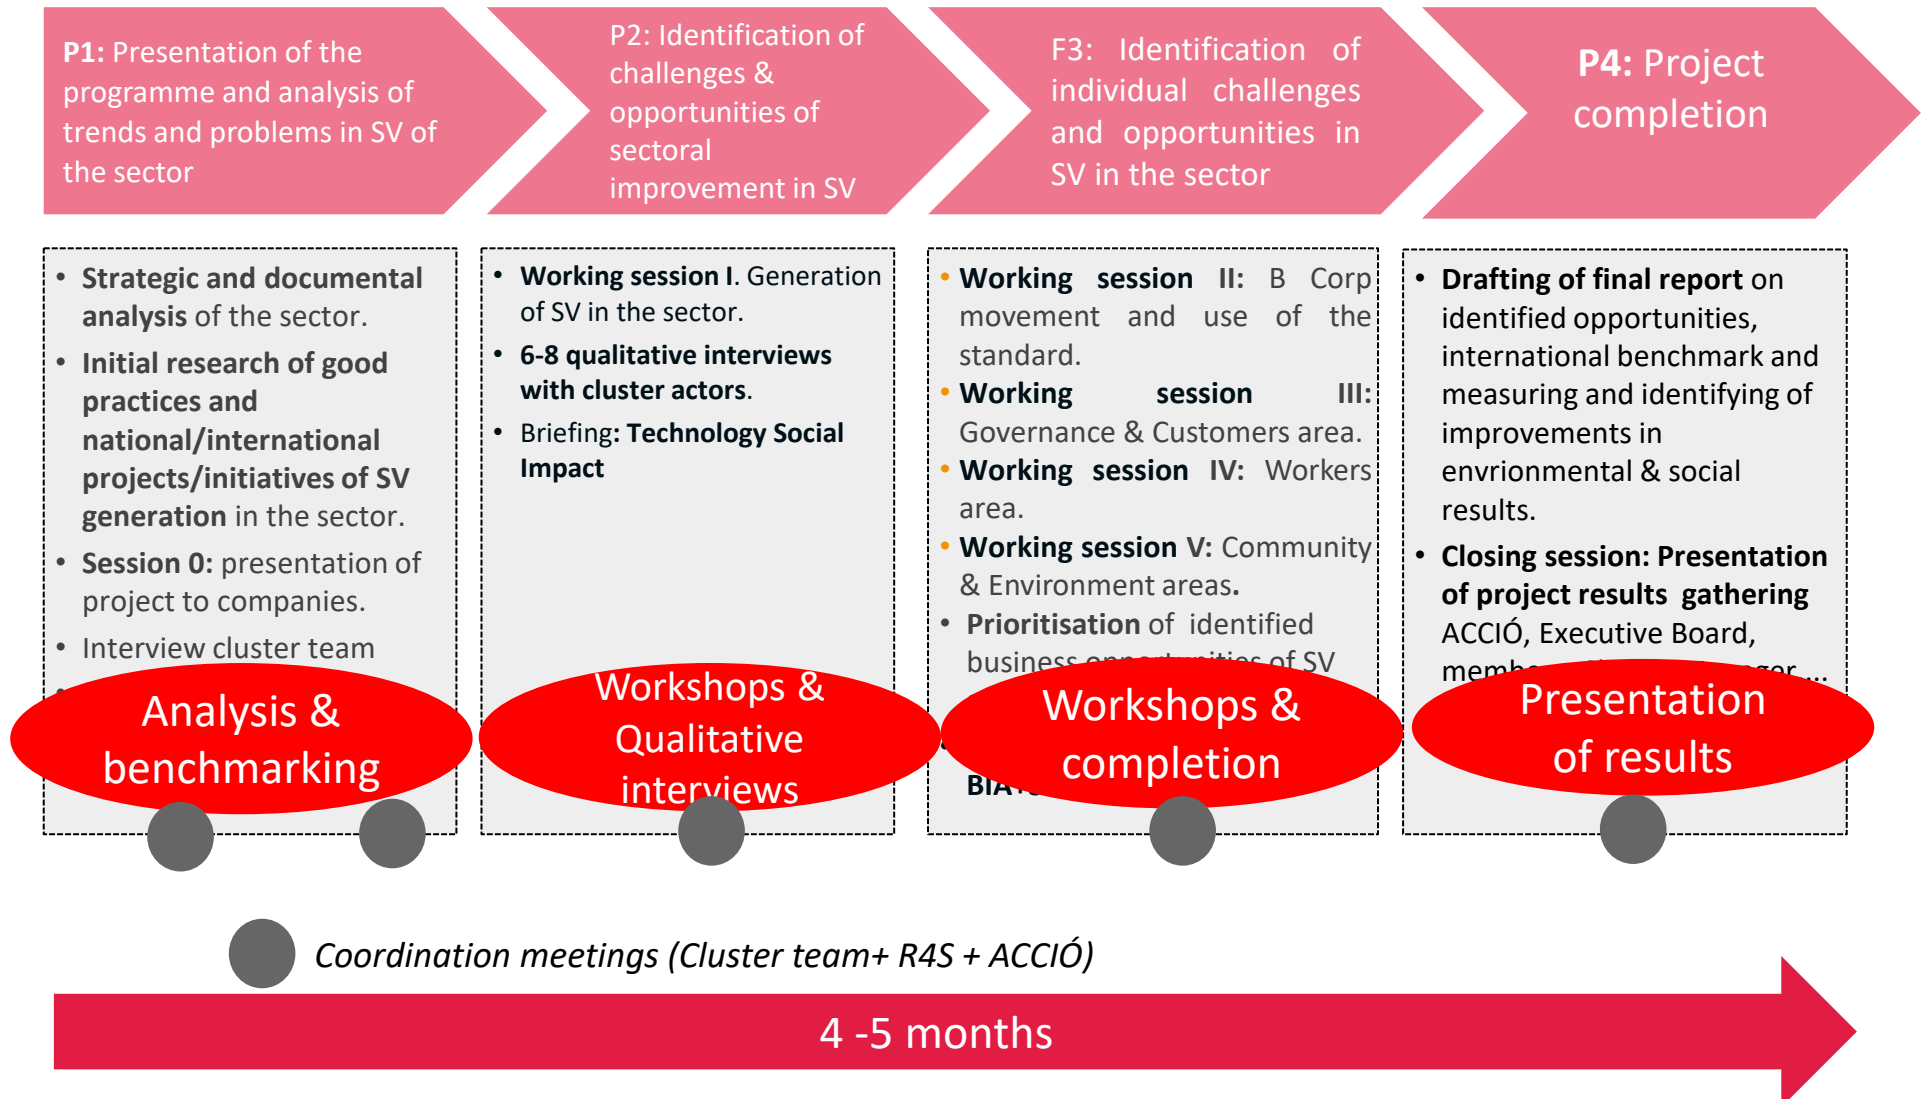 P1: Presentation of the
programme and analysis of
trends and problems in SV of
the sector
P2: Identification of
challenges &
opportunities of
sectoral
improvement in SV
F3: Identification of
individual challenges
and opportunities in
SV in the sector
P4: Project
completion
• Strategic and documental
analysis of the sector.
• Initial research of good
practices and
national/international
projects/initiatives of SV
generation in the sector.
• Session 0: presentation of
project to companies.
• Interview cluster team
Analysis &
benchmarking
• Working session I. Generation
of SV in the sector.
• 6-8 qualitative interviews
with cluster actors.
• Briefing: Technology Social
Impact
Workshops &
Qualitative
interviews
• Working session II: B Corp
movement and use of the
standard.
• Working session III:
Governance & Customers area.
• Working session IV: Workers
area.
• Working session V: Community
& Environment areas.
• Prioritisation of identified
business opportunities of SV
BIA
Workshops &
completion
• Drafting of final report on
identified opportunities,
international benchmark and
measuring and identifying of
improvements in
envrionmental & social
results.
• Closing session: Presentation
of project results gathering
ACCIÓ, Executive Board,
Presentation
of results
Coordination meetings (Cluster team+ R4S + ACCIÓ)
4 -5 months